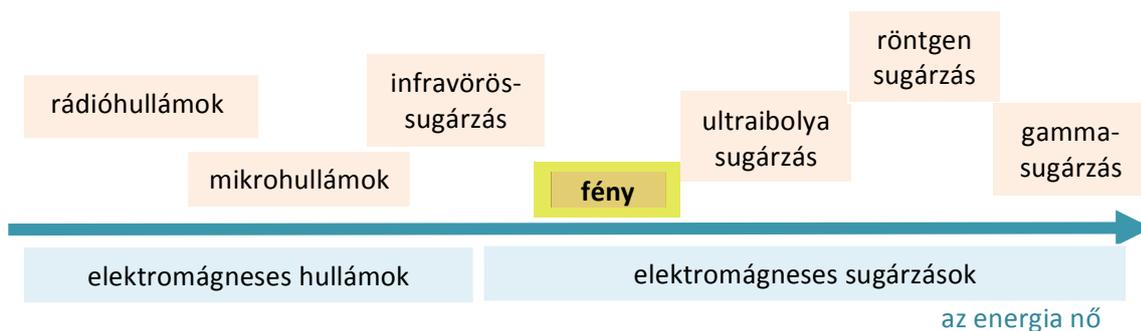 rádióhullámok
mikrohullámok
infravörös-
sugárzás
fény
ultraibolya
sugárzás
röntgen
sugárzás
gamma-
sugárzás
elektromágneses hullámok
elektromágneses sugárzások
az energia nő